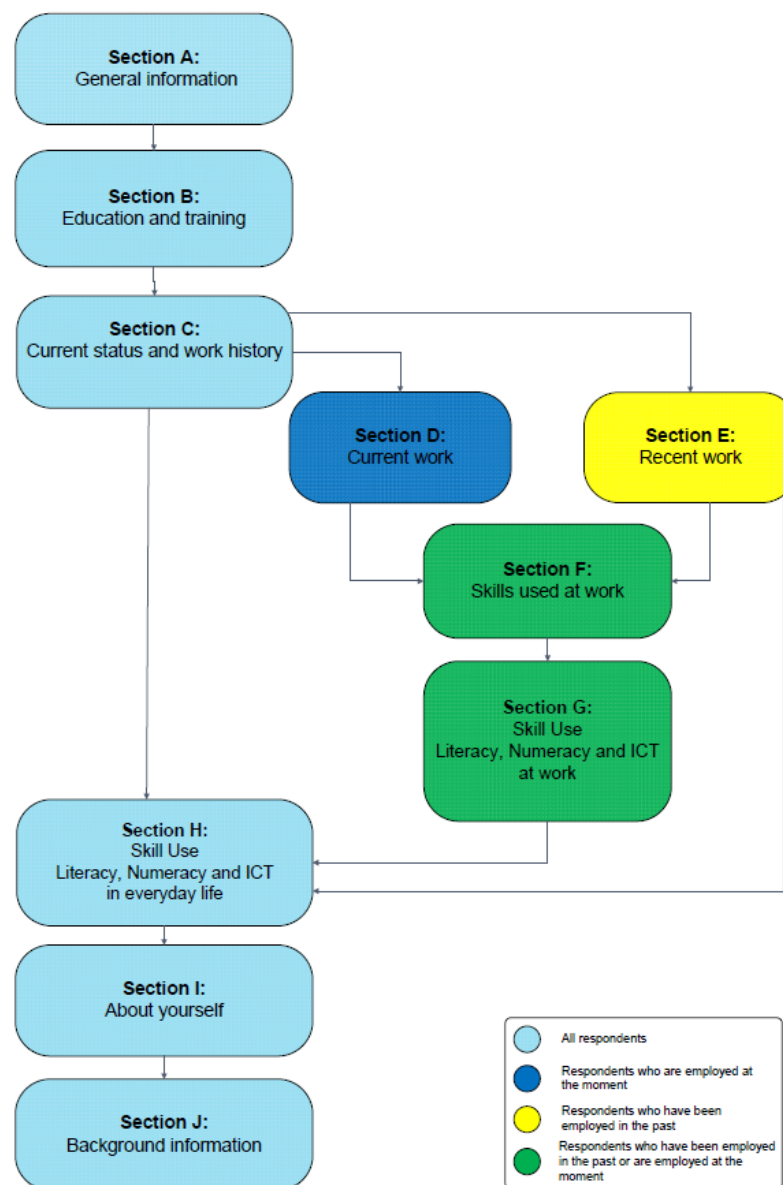 Section A:
General information
Section B:
Education and training
Section C:
Current status and work history
Section D:
Current work
Section E:
Recent work
Section F:
Skills used at work
Section G:
Skill Use
Literacy, Numeracy and ICT
at work
Section H:
Skill Use
Literacy, Numeracy and ICT
in everyday life
Section I:
About yourself
Section J:
Background information
All respondents
Respondents who are employed at
the moment
Respondents who have been
employed in the past
Respondents who have been employed
in the past or are employed at the
moment